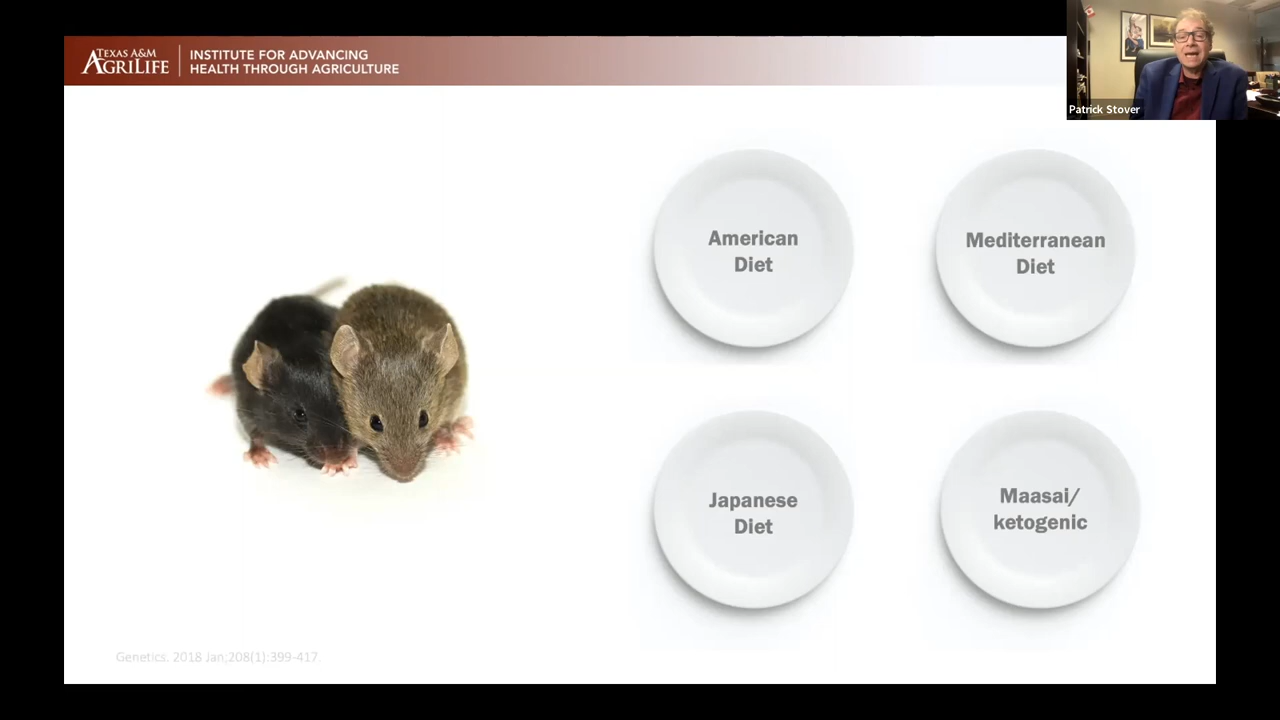 TEXAS A&M
AGRILIFE
INSTITUTE FOR ADVANCING
HEALTH THROUGH AGRICULTURE
Patrick Stover
American
Diet
Mediterranean
Diet
Japanese
Diet
Maasai/
ketogenic
Genetics. 2018 Jan;208(1):399-417